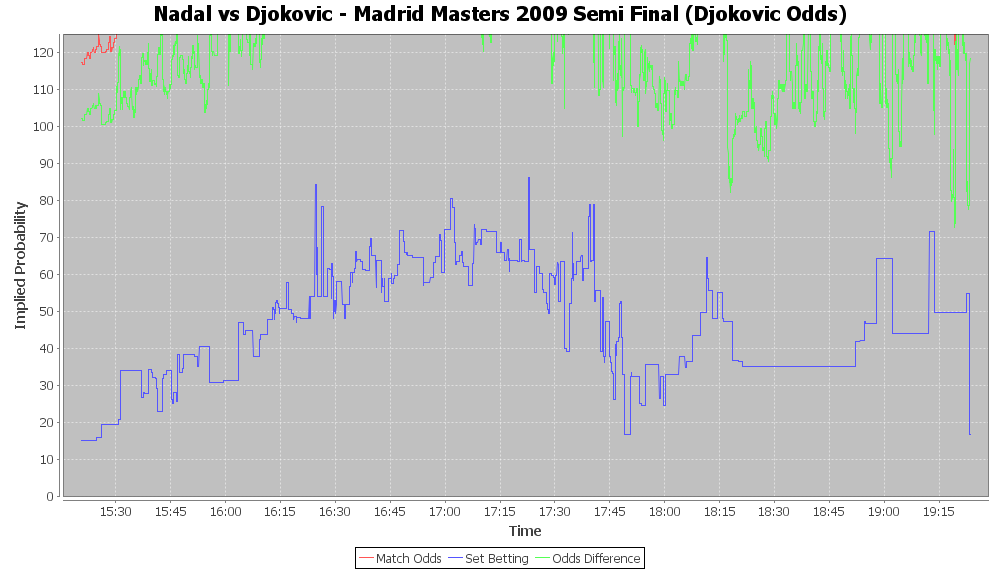 Nadal vs Djokovic - Madrid Masters 2009 Semi Final (Djokovic Odds)
Implied Probability
120
110
100
90
80
70
60
50
40
30
20
10
0
15:30 15:45 16:00 16:15 16:30 16:45 17:00 17:15 17:30 17:45 18:00 18:15 18:30 18:45 19:00 19:15
Time
Match Odds Set Betting Odds Difference